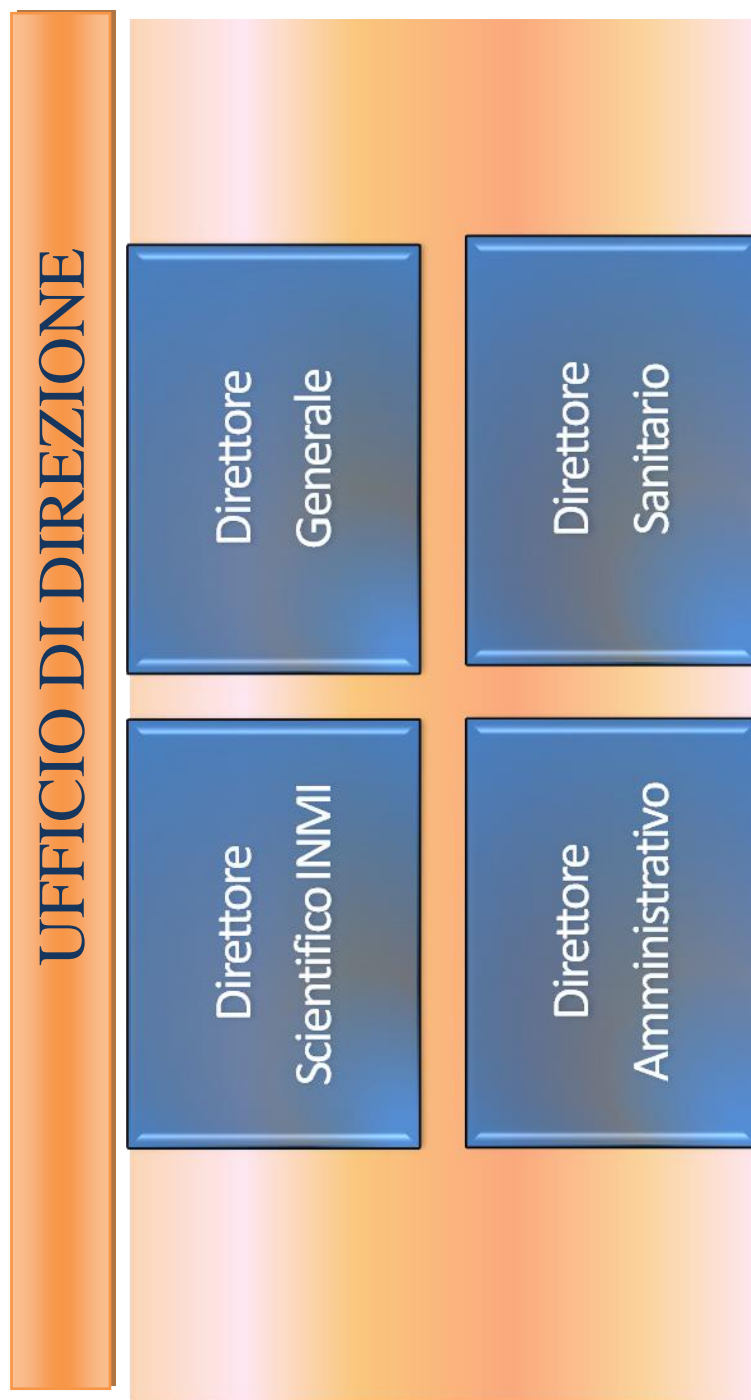 UFFICIO DI DIREZIONE
Direttore
Scientifico INMI
Direttore
Generale
Direttore
Amministrativo
Direttore
Sanitario